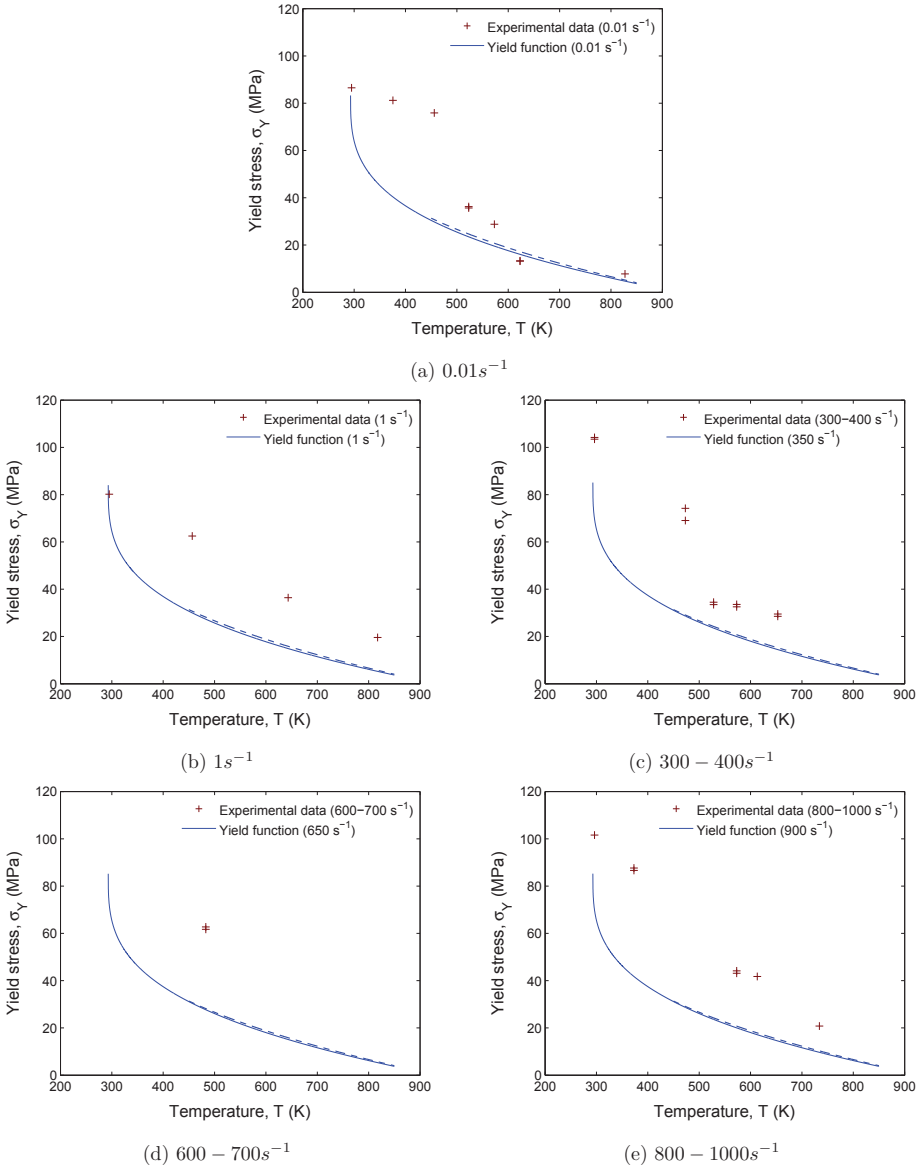 120
100
80
60
40
20
0
200 300 400 500 600 700 800 900
Yield stress, σ_Y (MPa)
Temperature, T (K)
Experimental data (0.01 s⁻¹)
Yield function (0.01 s⁻¹)
(a) 0.01s⁻¹
120
100
80
60
40
20
0
200 300 400 500 600 700 800 900
Yield stress, σ_Y (MPa)
Temperature, T (K)
Experimental data (1 s⁻¹)
Yield function (1 s⁻¹)
(b) 1s⁻¹
120
100
80
60
40
20
0
200 300 400 500 600 700 800 900
Yield stress, σ_Y (MPa)
Temperature, T (K)
Experimental data (300−400 s⁻¹)
Yield function (350 s⁻¹)
(c) 300 − 400s⁻¹
120
100
80
60
40
20
0
200 300 400 500 600 700 800 900
Yield stress, σ_Y (MPa)
Temperature, T (K)
Experimental data (600−700 s⁻¹)
Yield function (650 s⁻¹)
(d) 600 − 700s⁻¹
120
100
80
60
40
20
0
200 300 400 500 600 700 800 900
Yield stress, σ_Y (MPa)
Temperature, T (K)
Experimental data (800−1000 s⁻¹)
Yield function (900 s⁻¹)
(e) 800 − 1000s⁻¹